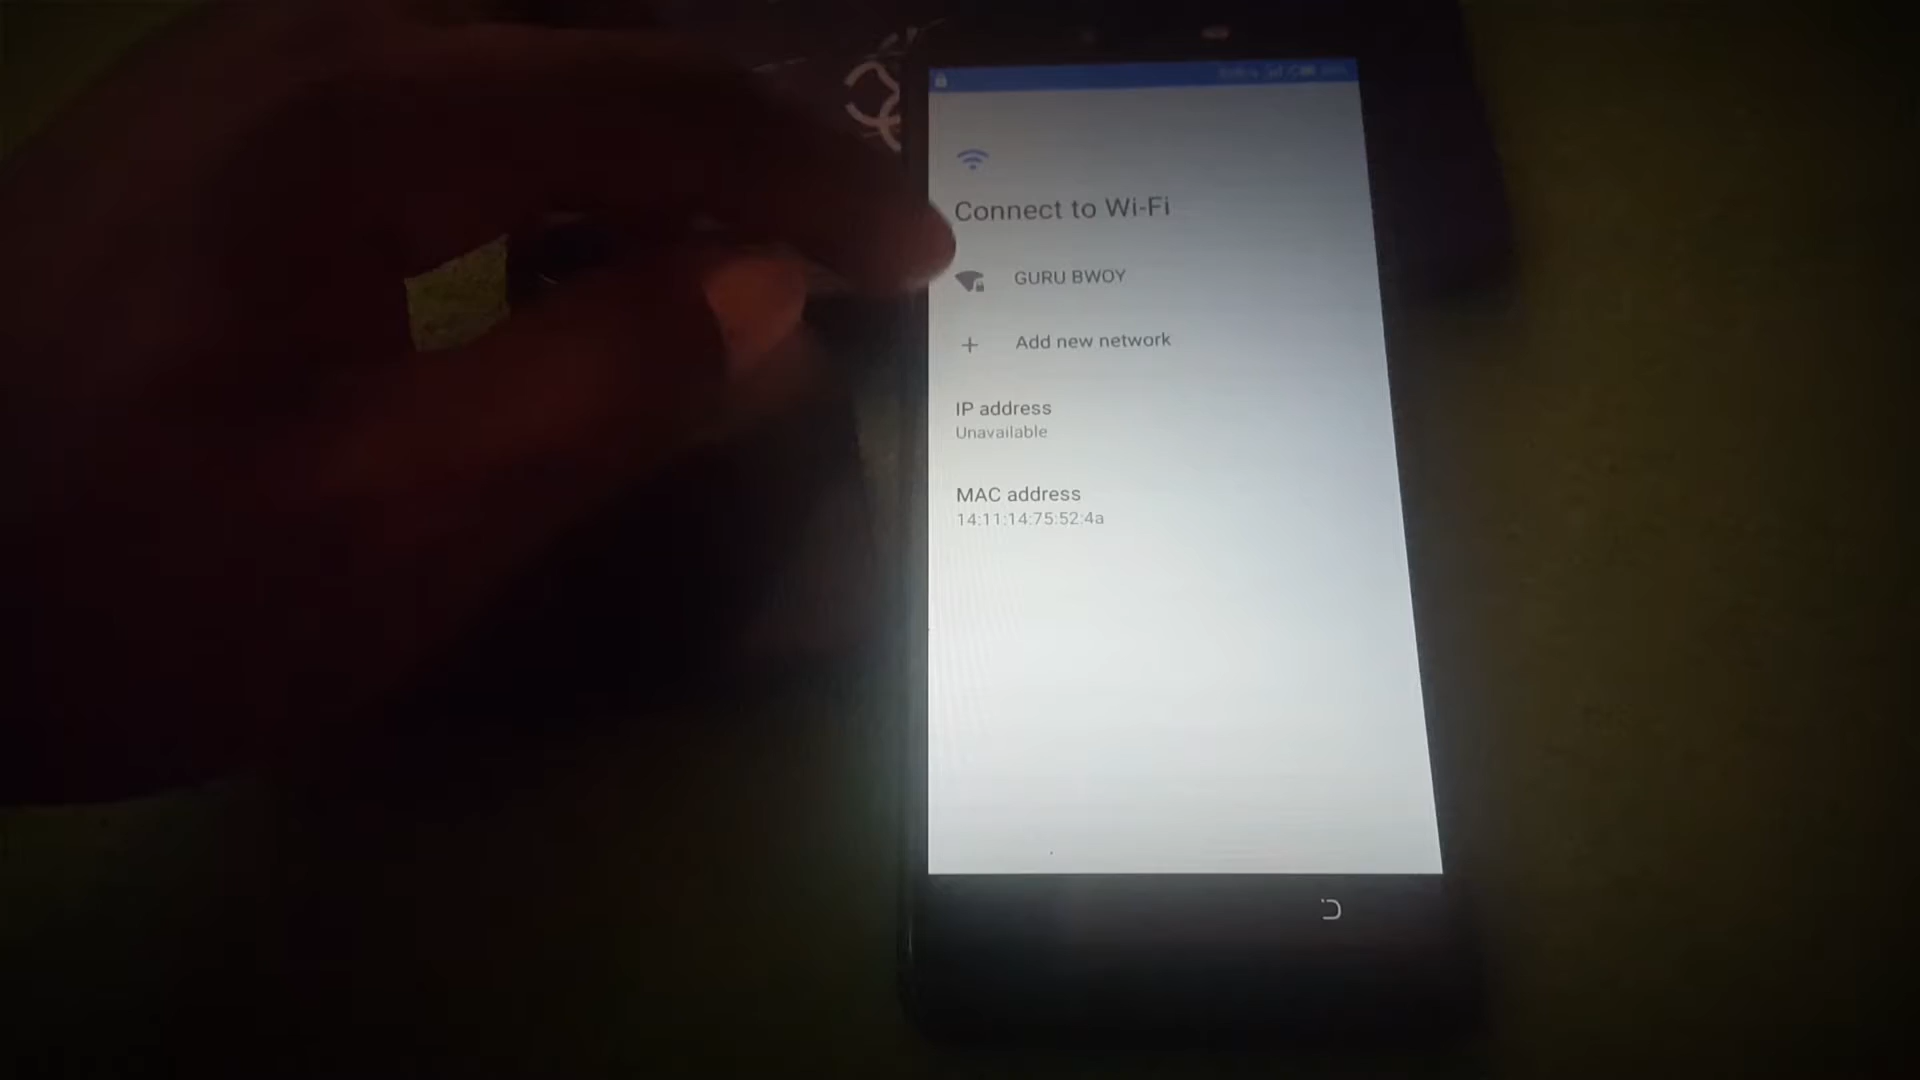 Connect to Wi-Fi
GURU BWOY
Add new network
IP address
Unavailable
MAC address
14:11:14:75:52:4a